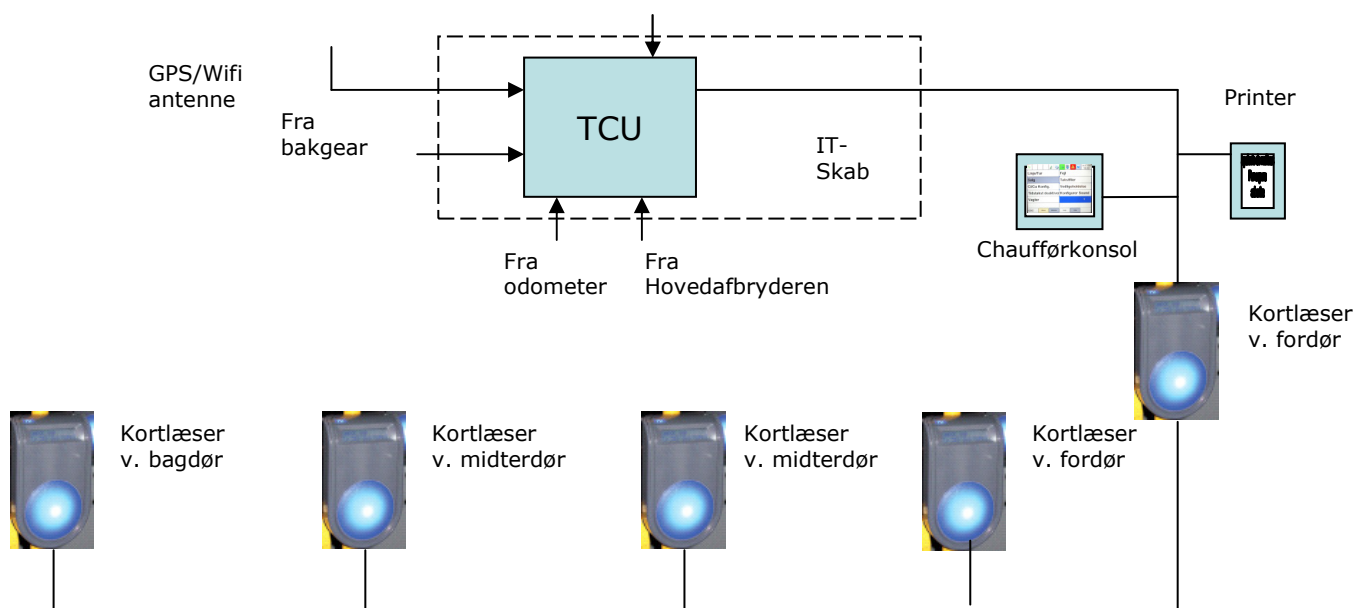 GPS/Wifi
antenne
Fra
bakgear
TCU
IT-
Skab
Printer
Fra
odometer
Fra
Hovedafbryderen
Chaufførkonsol
Kortlæser
v. fordør
Kortlæser
v. bagdør
Kortlæser
v. midterdør
Kortlæser
v. midterdør
Kortlæser
v. fordør